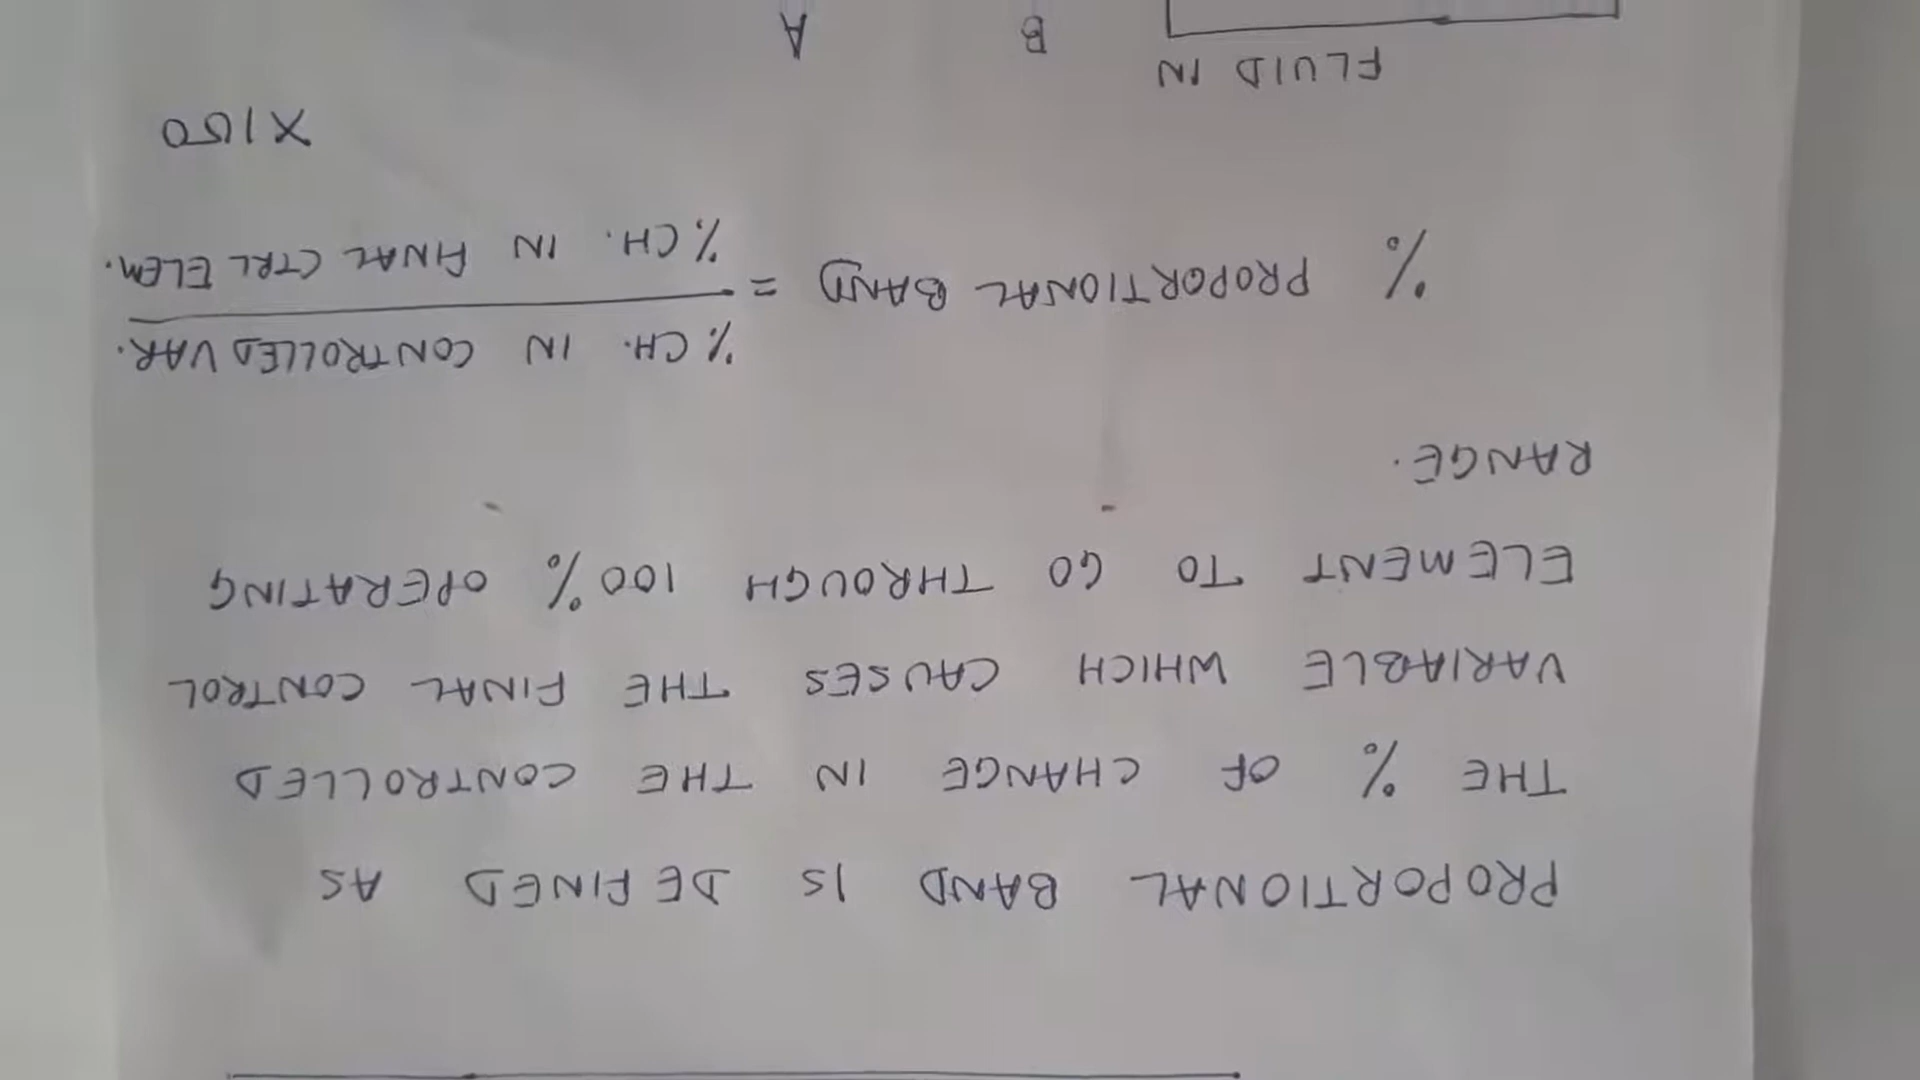 PROPORTIONAL BAND IS DEFINED AS
THE % OF CHANGE IN THE CONTROLLED
VARIABLE WHICH CAUSES THE FINAL CONTROL
ELEMENT TO GO THROUGH 100% OPERATING
RANGE.
% CH. IN CONTROLLED VAR.
% PROPORTIONAL BAND =
% CH. IN FINAL CTRL ELEM.
X100
FLUID IN
B A